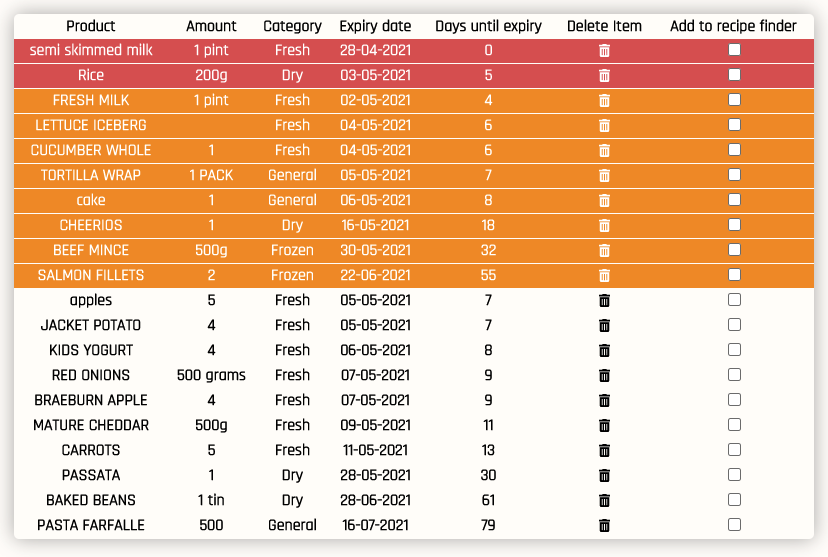 Product Amount Category Expiry date Days until expiry Delete Item Add to recipe finder
semi skimmed milk 1 pint Fresh 28-04-2021 0
Rice 200g Dry 03-05-2021 5
FRESH MILK 1 pint Fresh 02-05-2021 4
LETTUCE ICEBERG Fresh 04-05-2021 6
CUCUMBER WHOLE 1 Fresh 04-05-2021 6
TORTILLA WRAP 1 PACK General 05-05-2021 7
cake 1 General 06-05-2021 8
CHEERIOS 1 Dry 16-05-2021 18
BEEF MINCE 500g Frozen 30-05-2021 32
SALMON FILLETS 2 Frozen 22-06-2021 55
apples 5 Fresh 05-05-2021 7
JACKET POTATO 4 Fresh 05-05-2021 7
KIDS YOGURT 4 Fresh 06-05-2021 8
RED ONIONS 500 grams Fresh 07-05-2021 9
BRAEBURN APPLE 4 Fresh 07-05-2021 9
MATURE CHEDDAR 500g Fresh 09-05-2021 11
CARROTS 5 Fresh 11-05-2021 13
PASSATA 1 Dry 28-05-2021 30
BAKED BEANS 1 tin Dry 28-06-2021 61
PASTA FARFALLE 500 General 16-07-2021 79